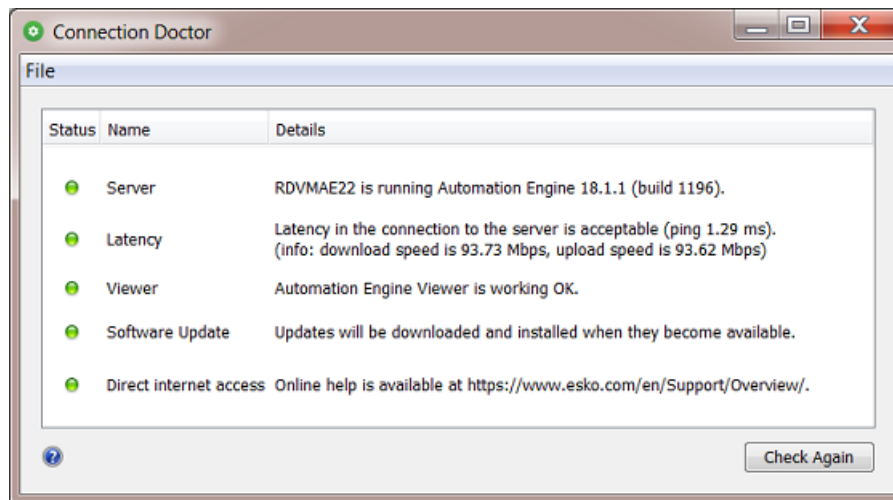 Connection Doctor
File
Status Name Details
Server RDVMAE22 is running Automation Engine 18.1.1 (build 1196).
Latency Latency in the connection to the server is acceptable (ping 1.29 ms).
(info: download speed is 93.73 Mbps, upload speed is 93.62 Mbps)
Viewer Automation Engine Viewer is working OK.
Software Update Updates will be downloaded and installed when they become available.
Direct internet access Online help is available at https://www.esko.com/en/Support/Overview/.
Check Again